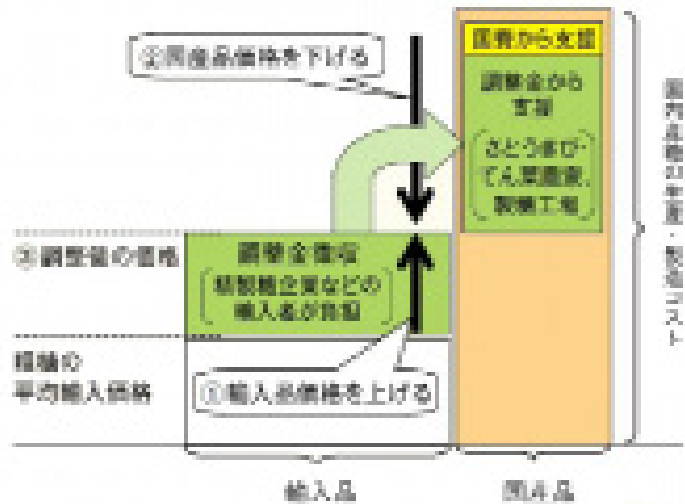 国費から支援
②国産品価格を下げる
調整金から
支援
さとうきび・
てん菜農家、
製糖工場
国内産糖の生産・製造コスト
③調整後の価格
調整金徴収
精製糖企業などの
輸入者が負担
粗糖の
平均輸入価格
①輸入品価格を上げる
輸入品
国産品